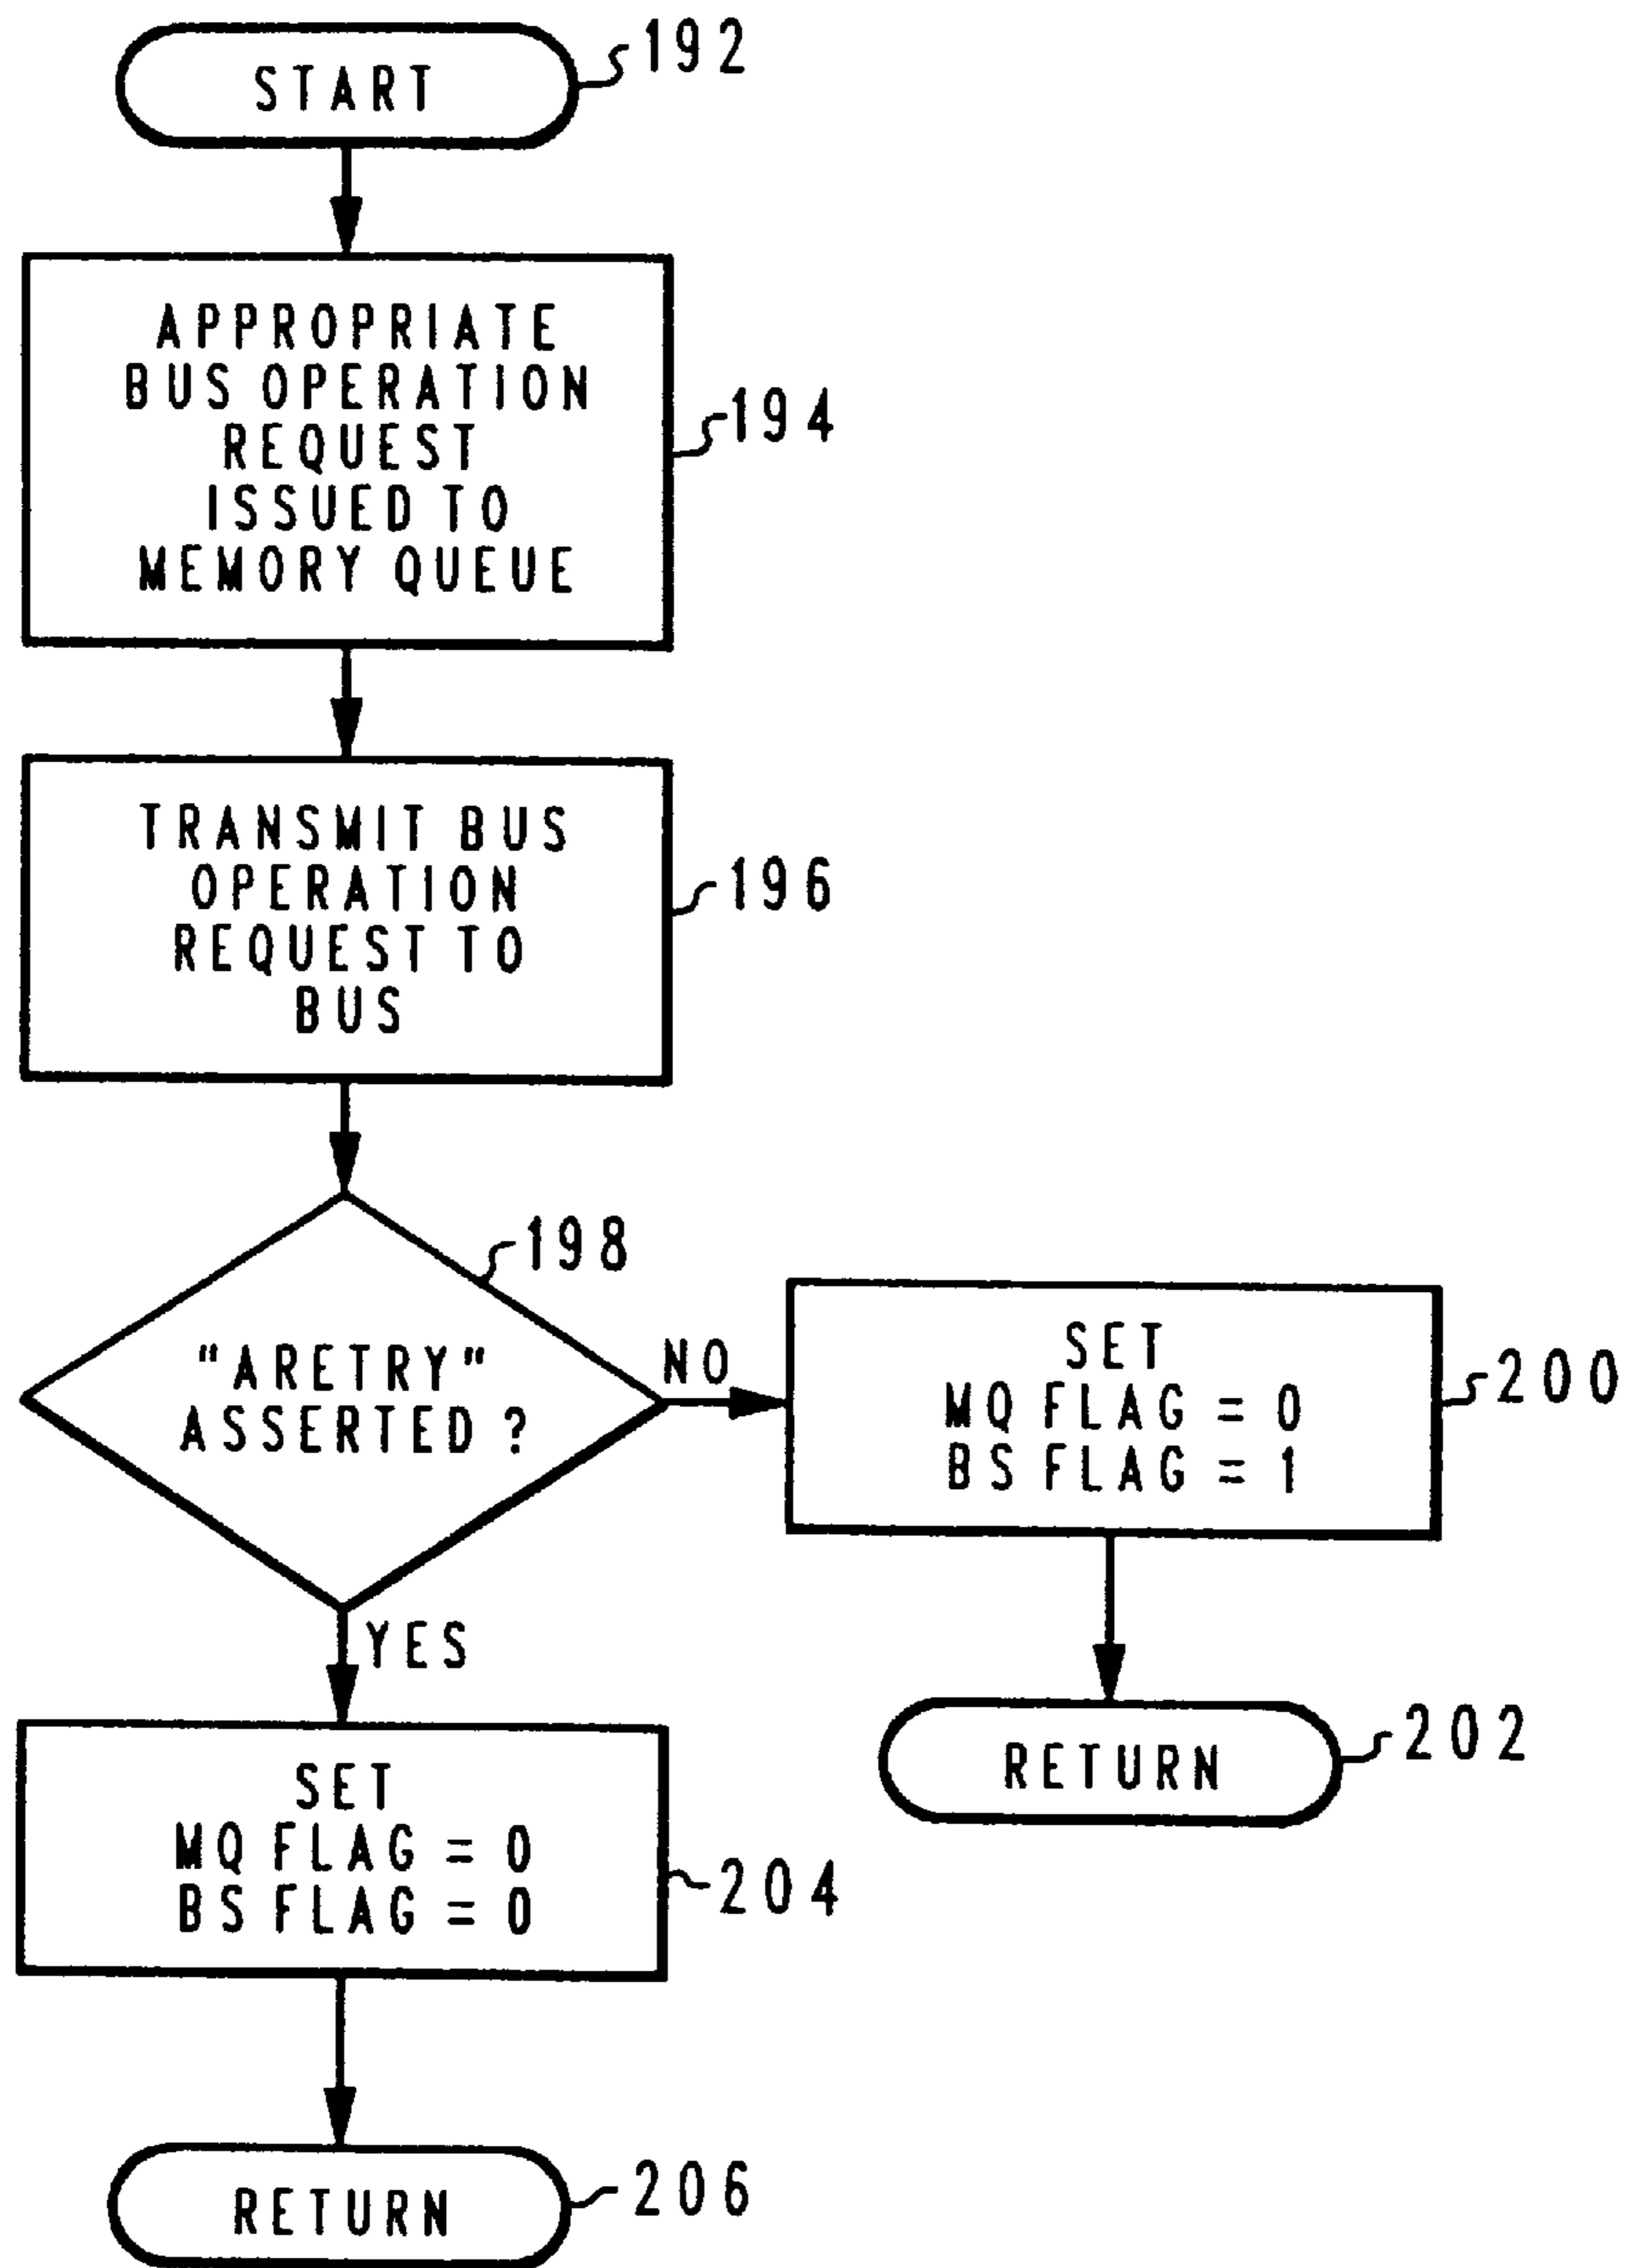 START
192
APPROPRIATE
BUS OPERATION
REQUEST
ISSUED TO
MEMORY QUEUE
194
TRANSMIT BUS
OPERATION
REQUEST TO
BUS
196
198
"ARETRY"
ASSERTED ?
NO
SET
MQ FLAG = 0
BS FLAG = 1
200
YES
RETURN
202
SET
MQ FLAG = 0
BS FLAG = 0
204
RETURN
206